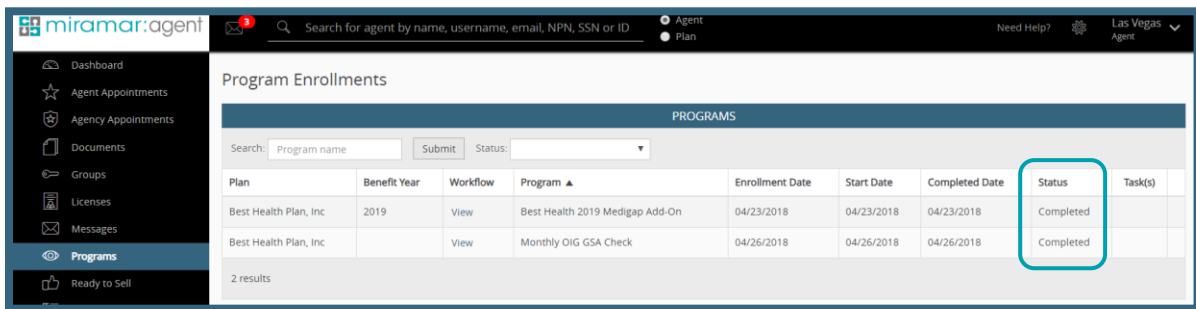 miramar:agent
3
Search for agent by name, username, email, NPN, SSN or ID
Agent
Plan
Need Help?
Las Vegas
Agent
Dashboard
Agent Appointments
Agency Appointments
Documents
Groups
Licenses
Messages
Programs
Ready to Sell
Program Enrollments
PROGRAMS
Search: Program name Submit Status:
Plan Benefit Year Workflow Program ▲ Enrollment Date Start Date Completed Date Status Task(s)
Best Health Plan, Inc 2019 View Best Health 2019 Medigap Add-On 04/23/2018 04/23/2018 04/23/2018 Completed
Best Health Plan, Inc View Monthly OIG GSA Check 04/26/2018 04/26/2018 04/26/2018 Completed
2 results